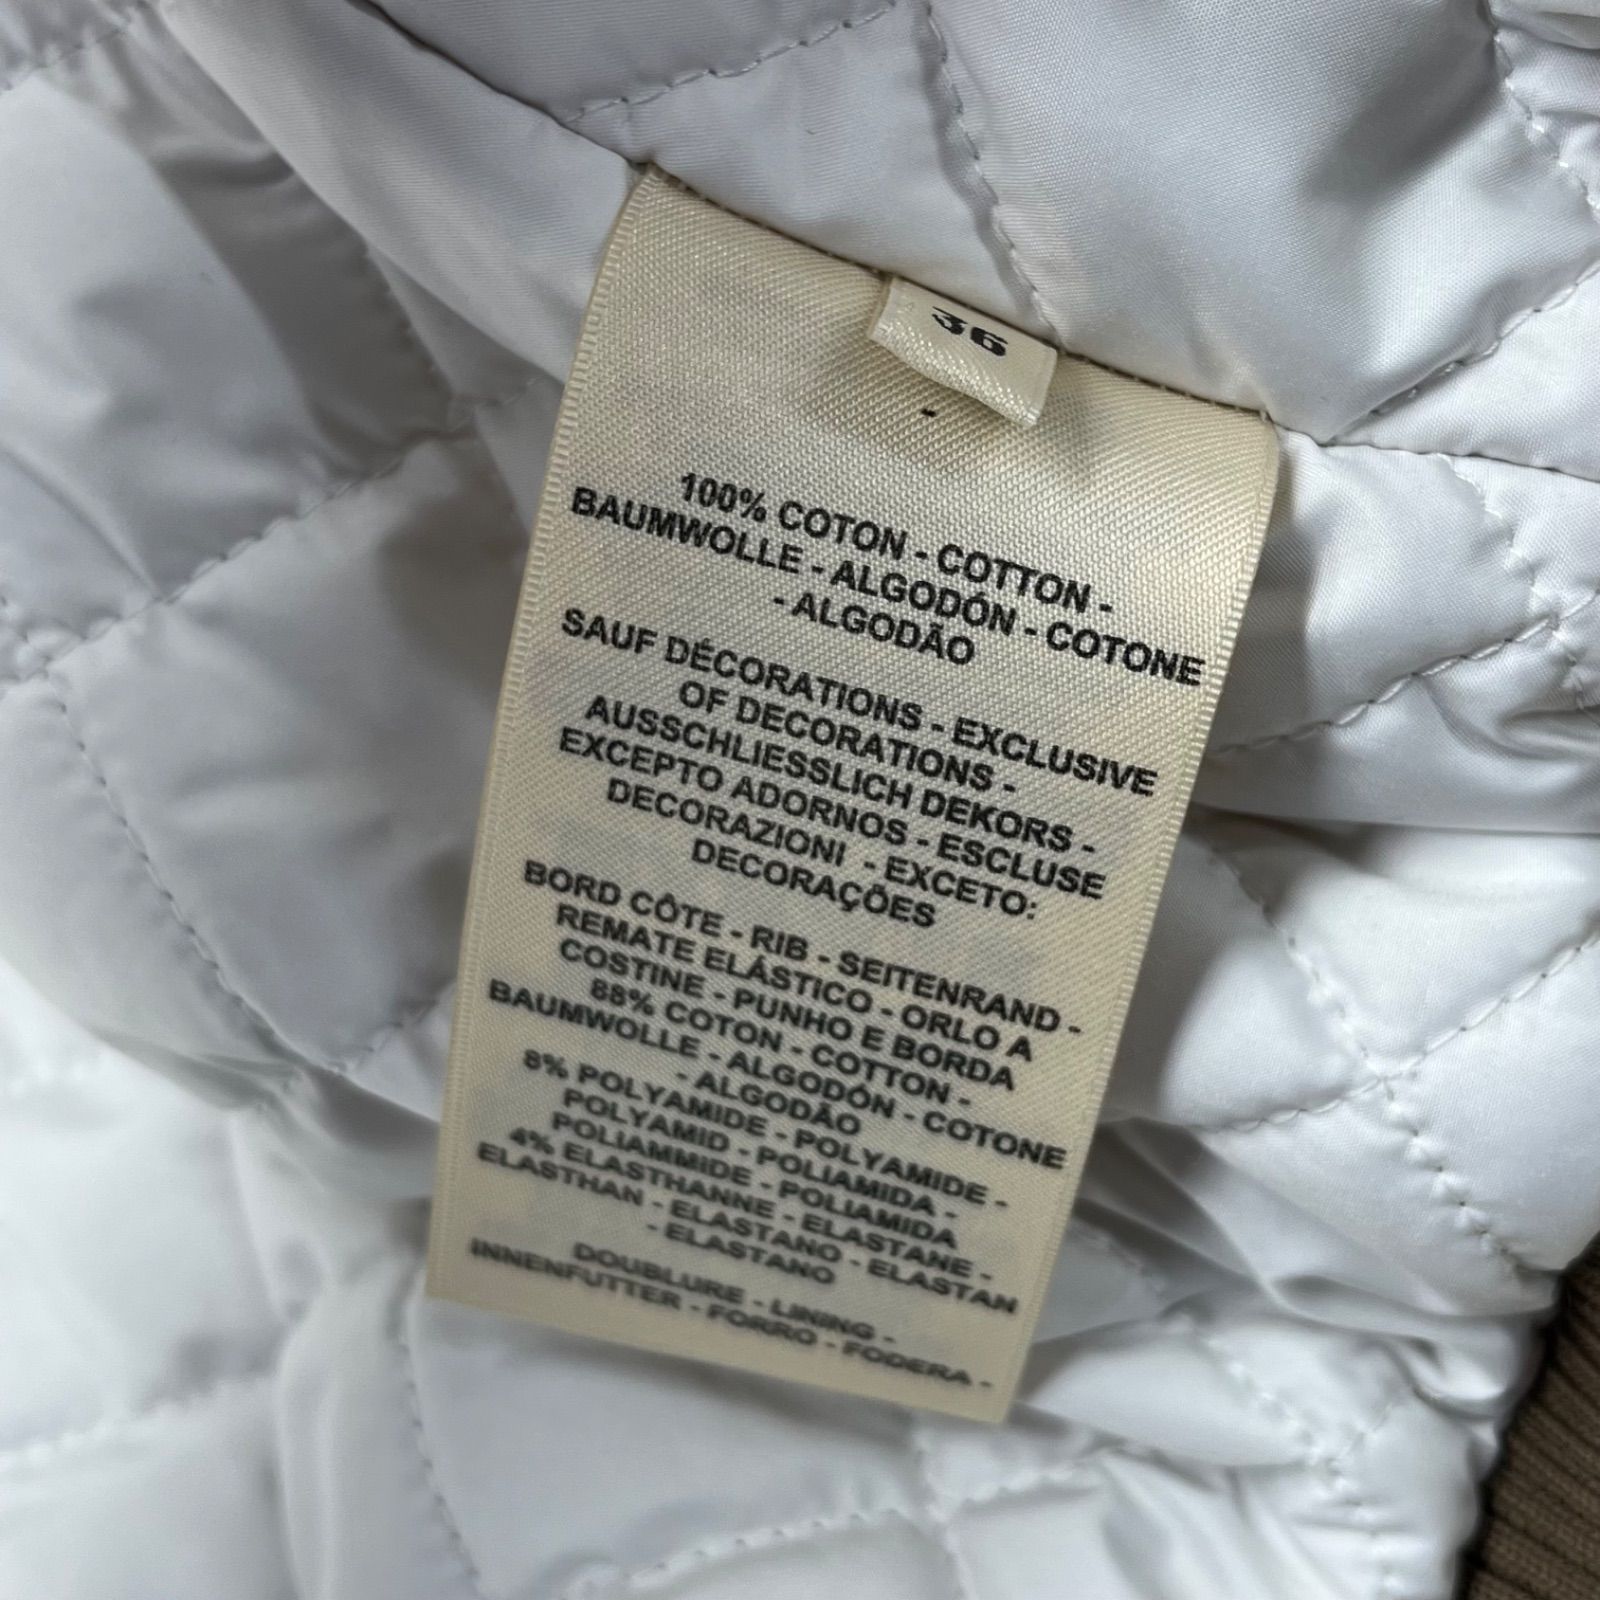 36
-
100% COTON - COTTON -
BAUMWOLLE - ALGODÓN - COTONE
- ALGODÃO
SAUF DÉCORATIONS - EXCLUSIVE
OF DECORATIONS -
AUSSCHLIESSLICH DEKORS -
EXCEPTO ADORNOS - ESCLUSE
DECORAZIONI - EXCETO:
DECORAÇÕES
BORD CÔTE - RIB - SEITENRAND -
REMATE ELÁSTICO - ORLO A
COSTINE - PUNHO E BORDA
88% COTON - COTTON -
BAUMWOLLE - ALGODÓN - COTONE
- ALGODÃO
8% POLYAMIDE - POLYAMIDE -
POLYAMID - POLIAMIDA -
POLIAMMIDE - POLIAMIDA
4% ELASTHANNE - ELASTANE -
ELASTHAN - ELASTANO - ELASTAN
- ELASTANO
DOUBLURE - LINING -
INNENFUTTER - FORRO - FODERA -